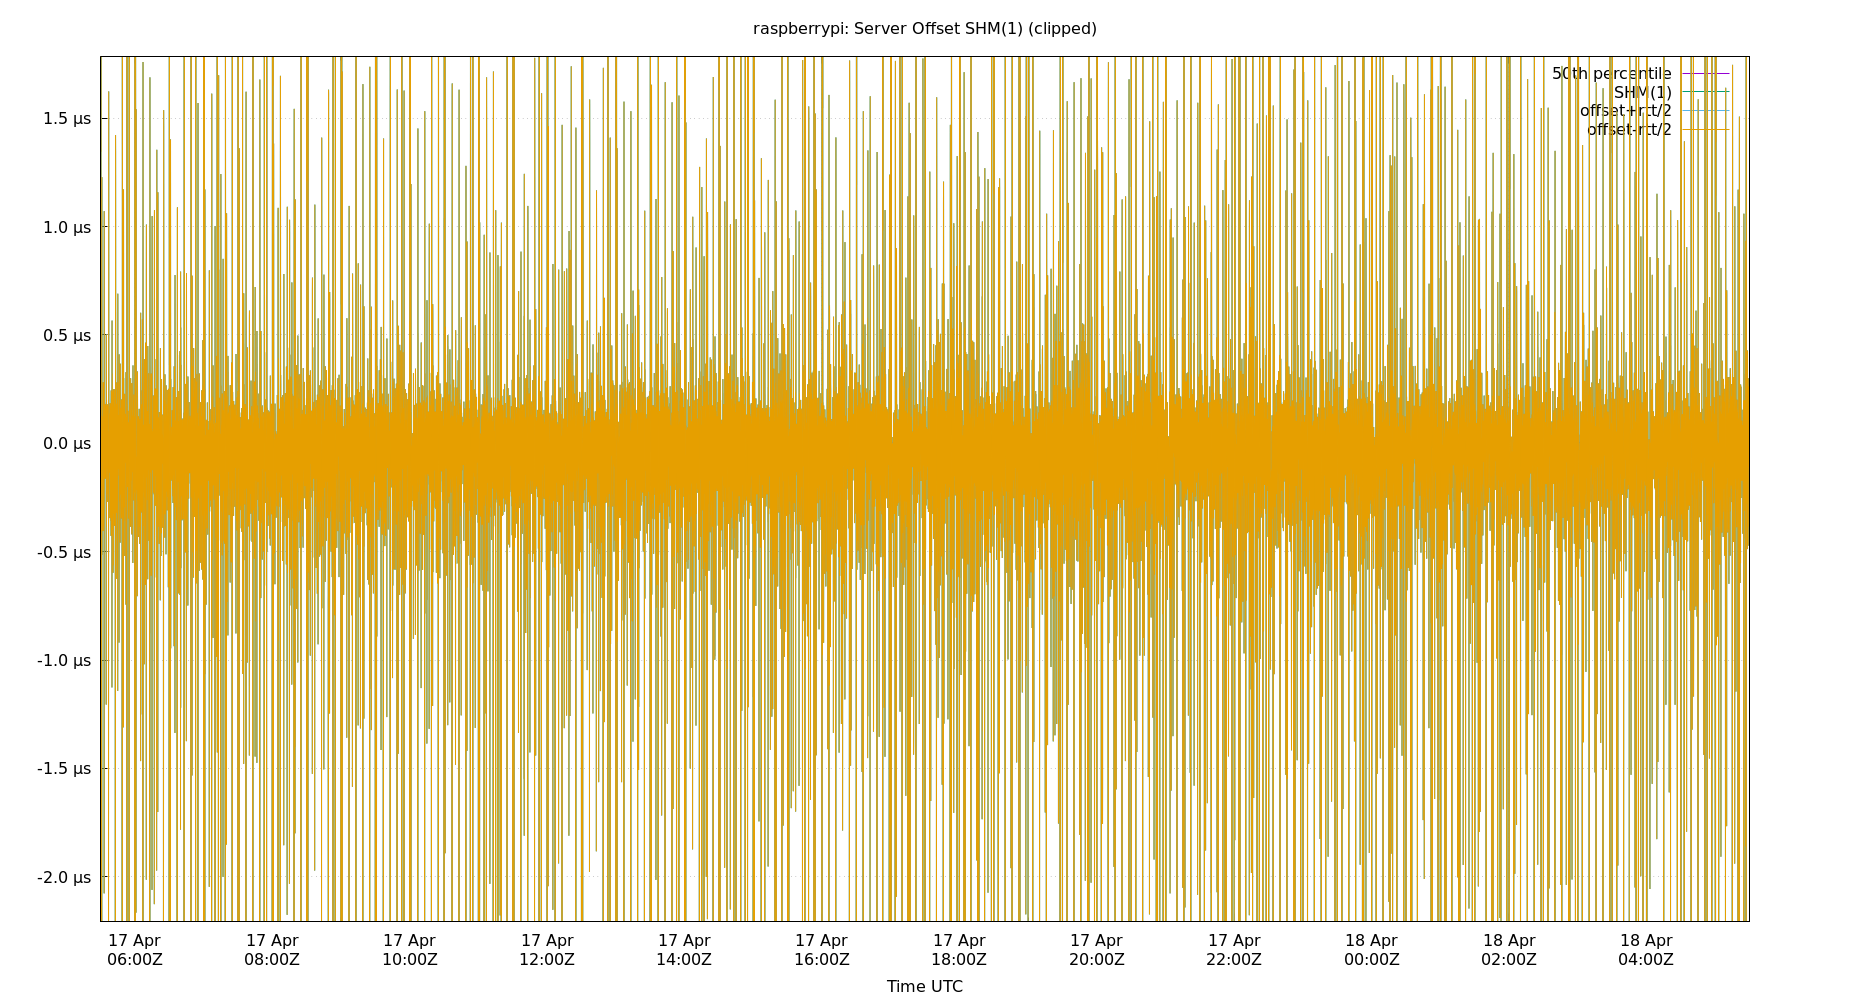 raspberrypi: Server Offset SHM(1) (clipped)
50th percentile
SHM(1)
offset+rtt/2
offset-rtt/2
1.5 µs
1.0 µs
0.5 µs
0.0 µs
-0.5 µs
-1.0 µs
-1.5 µs
-2.0 µs
17 Apr 17 Apr 17 Apr 17 Apr 17 Apr 17 Apr 17 Apr 17 Apr 17 Apr 18 Apr 18 Apr 18 Apr
06:00Z 08:00Z 10:00Z 12:00Z 14:00Z 16:00Z 18:00Z 20:00Z 22:00Z 00:00Z 02:00Z 04:00Z
Time UTC